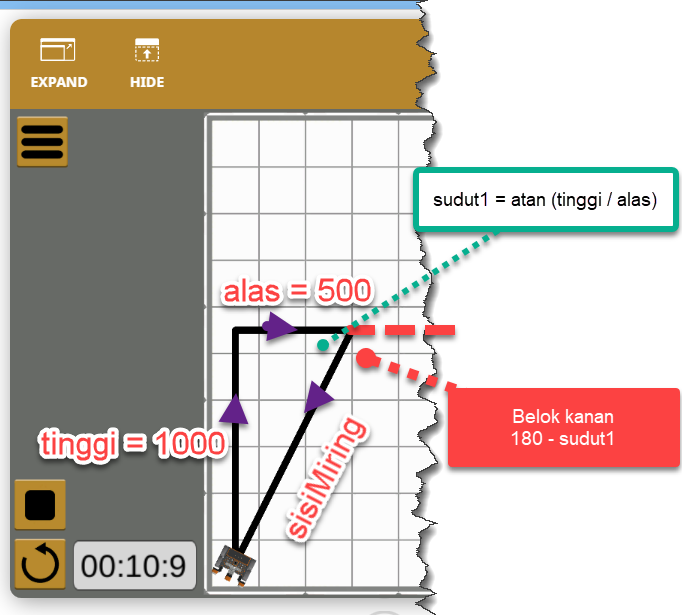 EXPAND
HIDE
sudut1 = atan (tinggi / alas)
alas = 500
Belok kanan
180 - sudut1
tinggi = 1000
sisiMiring
00:10:9